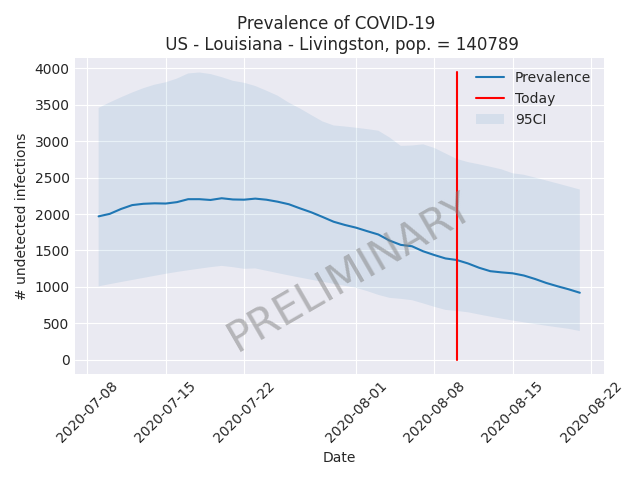 Prevalence of COVID-19
US - Louisiana - Livingston, pop. = 140789
# undetected infections
4000
3500
3000
2500
2000
1500
1000
500
0
Prevalence
Today
95CI
PRELIMINARY
2020-07-08
2020-07-15
2020-07-22
2020-08-01
2020-08-08
2020-08-15
2020-08-22
Date